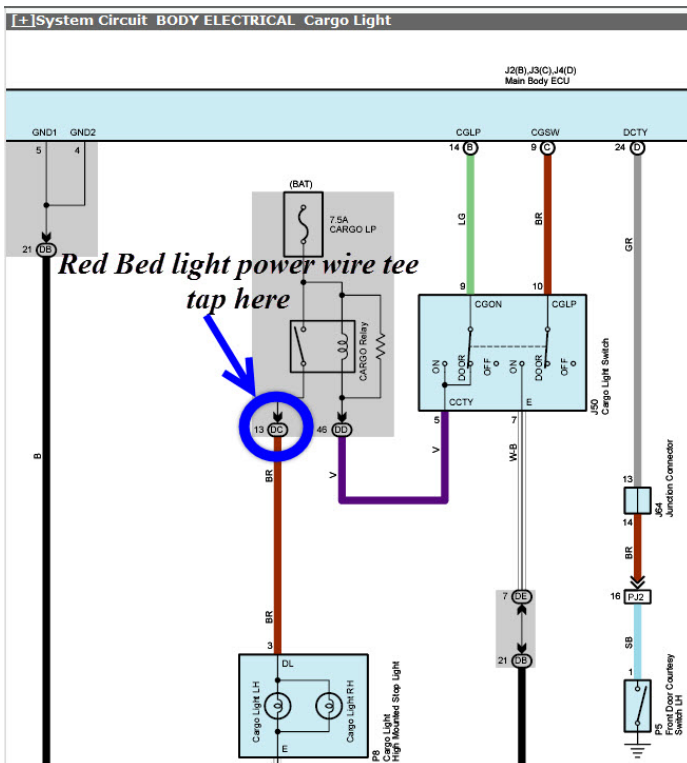 [+]System Circuit BODY ELECTRICAL Cargo Light
J2(B),J3(C),J4(D)
Main Body ECU
GND1 GND2 CGLP CGSW DCTY
5 4 14 B 9 C 24 D
(BAT)
7.5A
CARGO LP
LG
BR
GR
21 DB
Red Bed light power wire tee
tap here
9 10
CGON CGLP
CARGO Relay
ON DOOR OFF ON DOOR OFF
CCTY E
J50
Cargo Light Switch
13 DC 46 DD
5 7
B
BR
V
V
W-B
13
J64
Junction Connector
14
BR
7 DE
16 PJ2
BR
SB
21 DB
3
DL
1
Cargo Light LH
Cargo Light RH
E
P8
Cargo Light
High Mounted Stop Light
P5
Front Door Courtesy
Switch LH